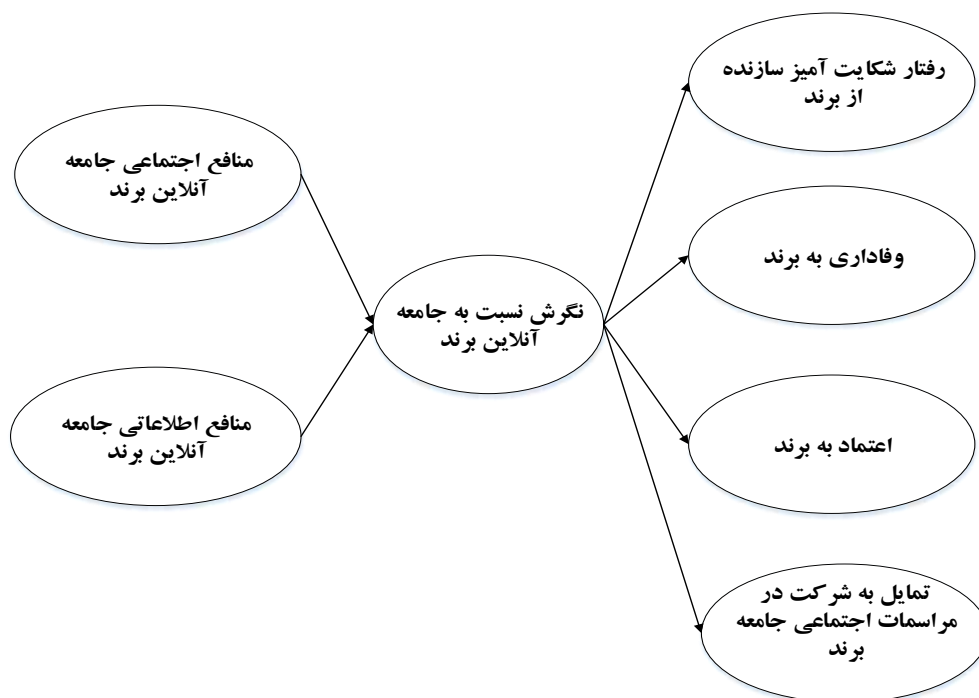 رفتار شکایت آمیز سازنده
از برند
منافع اجتماعی جامعه
آنلاین برند
وفاداری به برند
نگرش نسبت به جامعه
آنلاین برند
منافع اطلاعاتی جامعه
آنلاین برند
اعتماد به برند
تمایل به شرکت در
مراسمات اجتماعی جامعه
برند